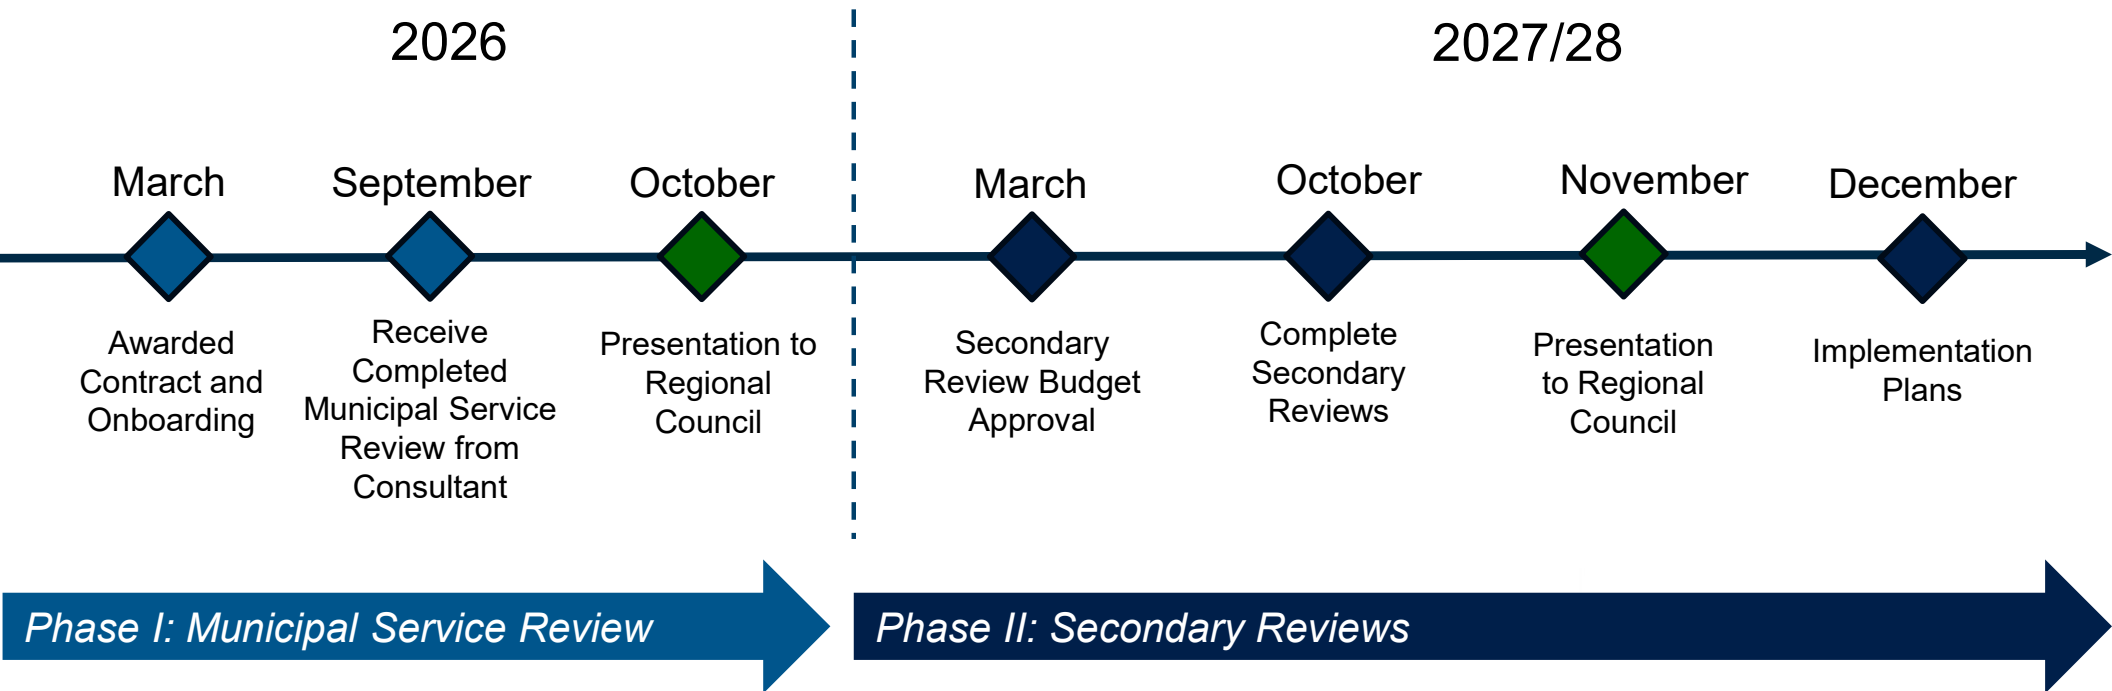 2026
2027/28
March
September
October
March
October
November
December
Awarded
Contract and
Onboarding
Receive
Completed
Municipal Service
Review from
Consultant
Presentation to
Regional
Council
Secondary
Review Budget
Approval
Complete
Secondary
Reviews
Presentation
to Regional
Council
Implementation
Plans
Phase I: Municipal Service Review
Phase II: Secondary Reviews